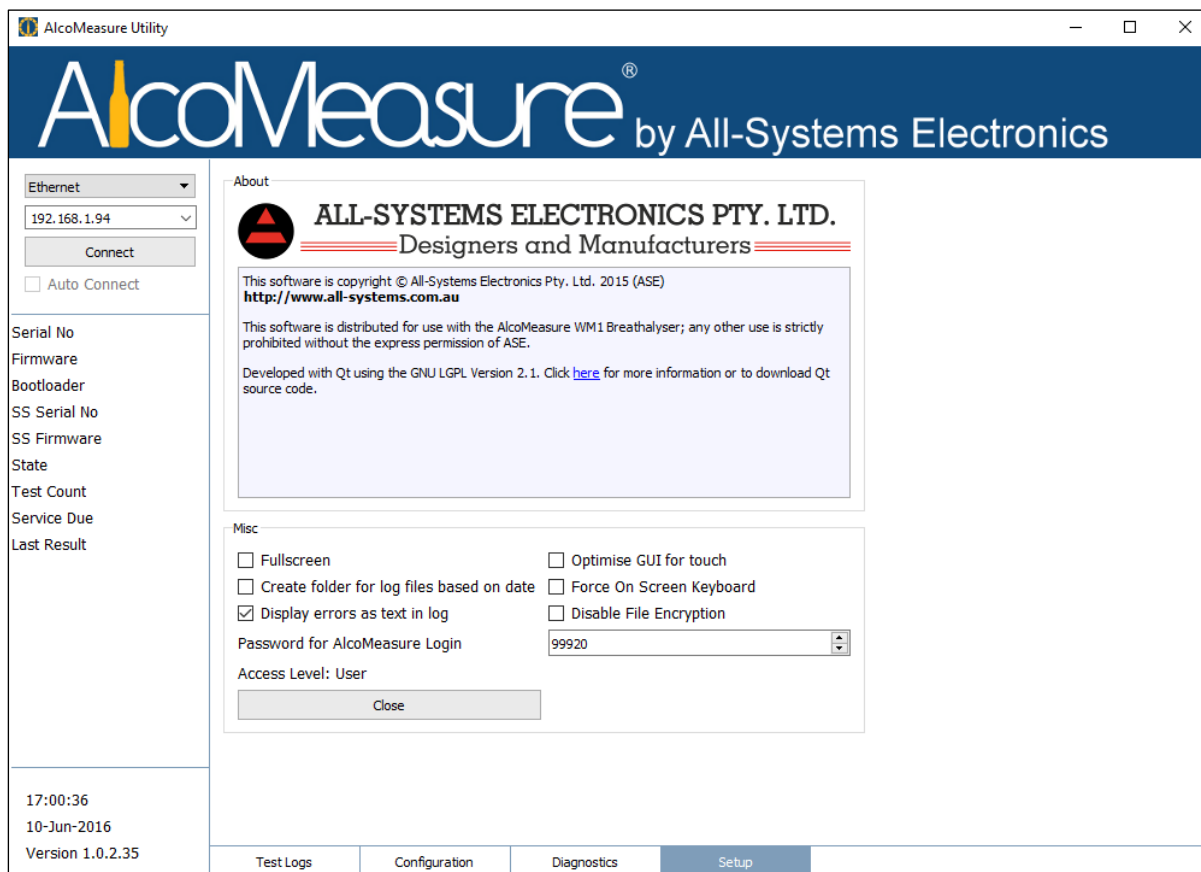 AlcoMeasure Utility
AlcoMeasure® by All-Systems Electronics
Ethernet
192.168.1.94
Connect
Auto Connect
Serial No
Firmware
Bootloader
SS Serial No
SS Firmware
State
Test Count
Service Due
Last Result
17:00:36
10-Jun-2016
Version 1.0.2.35
About
ALL-SYSTEMS ELECTRONICS PTY. LTD.
Designers and Manufacturers
This software is copyright © All-Systems Electronics Pty. Ltd. 2015 (ASE)
http://www.all-systems.com.au
This software is distributed for use with the AlcoMeasure WM1 Breathalyser; any other use is strictly
prohibited without the express permission of ASE.
Developed with Qt using the GNU LGPL Version 2.1. Click here for more information or to download Qt
source code.
Misc
Fullscreen
Optimise GUI for touch
Create folder for log files based on date
Force On Screen Keyboard
Display errors as text in log
Disable File Encryption
Password for AlcoMeasure Login
99920
Access Level: User
Close
Test Logs
Configuration
Diagnostics
Setup